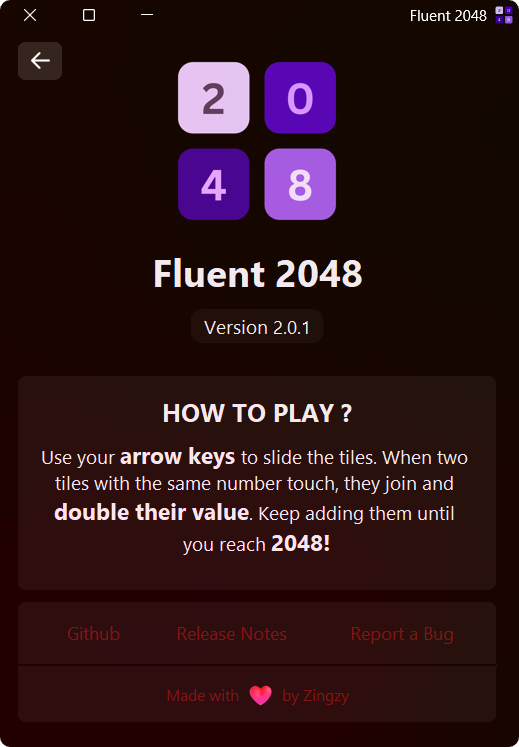 Fluent 2048
2 0
4 8
Fluent 2048
Version 2.0.1
HOW TO PLAY ?
Use your arrow keys to slide the tiles. When two
tiles with the same number touch, they join and
double their value. Keep adding them until
you reach 2048!
Github Release Notes Report a Bug
Made with ❤ by Zingzy